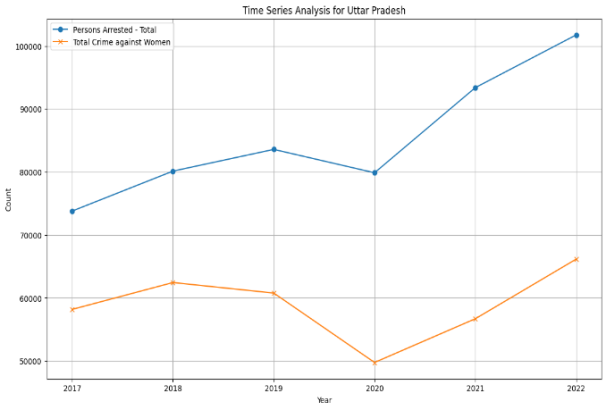 Time Series Analysis for Uttar Pradesh
Persons Arrested - Total
Total Crime against Women
100000
90000
80000
70000
60000
50000
Count
2017 2018 2019 2020 2021 2022
Year